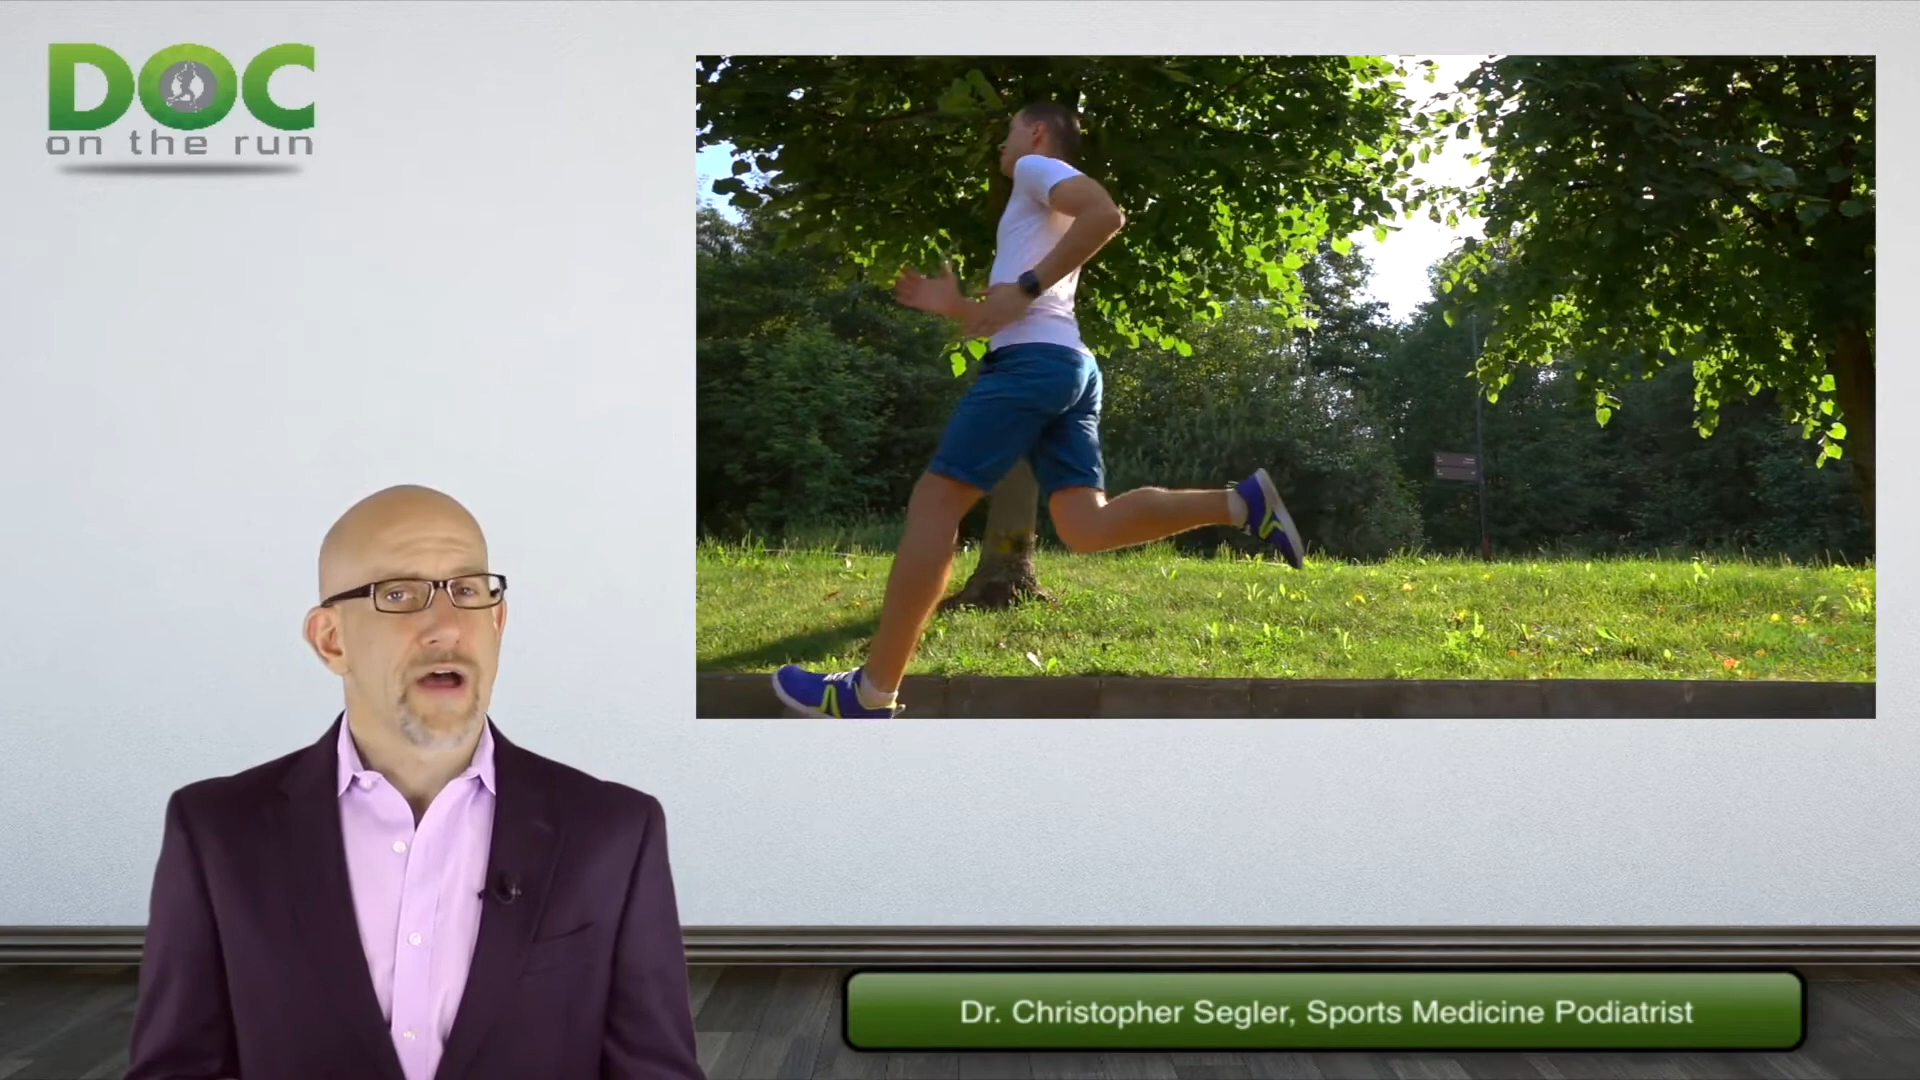 DOC
on the run
Dr. Christopher Segler, Sports Medicine Podiatrist